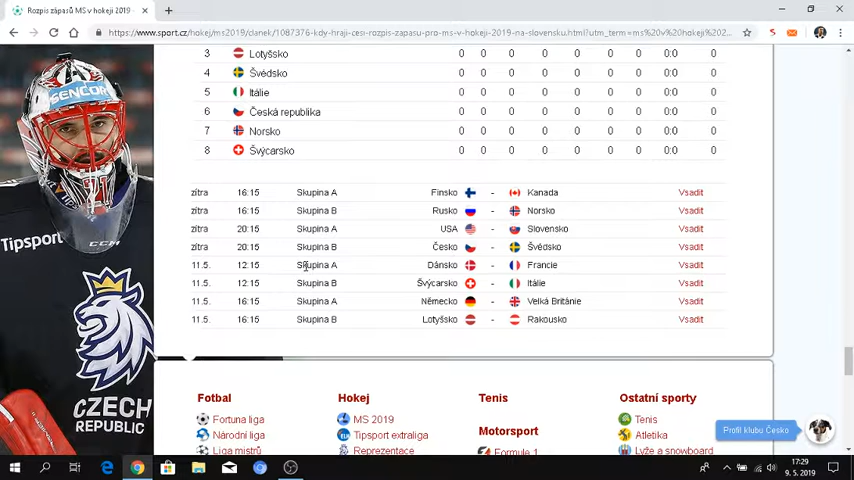 Rozpis zápasů MS v hokeji 2019 -
https://www.sport.cz/hokej/ms2019/danek/1087376-kdy-hraji-cesi-rozpis-zapasu-pro-ms-v-hokeji-2019-na-slovensku.html?utm_term=ms%20v%20hokeji%202...
3 Lotyšsko 0 0 0 0 0 0 0:0 0
4 Švédsko 0 0 0 0 0 0 0:0 0
5 Itálie 0 0 0 0 0 0 0:0 0
6 Česká republika 0 0 0 0 0 0 0:0 0
7 Norsko 0 0 0 0 0 0 0:0 0
8 Švýcarsko 0 0 0 0 0 0 0:0 0
zítra 16:15 Skupina A Finsko - Kanada Vsadit
zítra 16:15 Skupina B Rusko - Norsko Vsadit
zítra 20:15 Skupina A USA - Slovensko Vsadit
zítra 20:15 Skupina B Česko - Švédsko Vsadit
11.5. 12:15 Skupina A Dánsko - Francie Vsadit
11.5. 12:15 Skupina B Švýcarsko - Itálie Vsadit
11.5. 16:15 Skupina A Německo - Velká Británie Vsadit
11.5. 16:15 Skupina B Lotyšsko - Rakousko Vsadit
SENCOR
Tipsport
CCM
CZECH
REPUBLIC
Fotbal Hokej Tenis Ostatní sporty
Fortuna liga MS 2019 Tenis
Národní liga Tipsport extraliga Motorsport Atletika
Liga mistrů Reprezentace Formule 1 Lyže a snowboard
Profil klubu Česko
17:29
9. 5. 2019